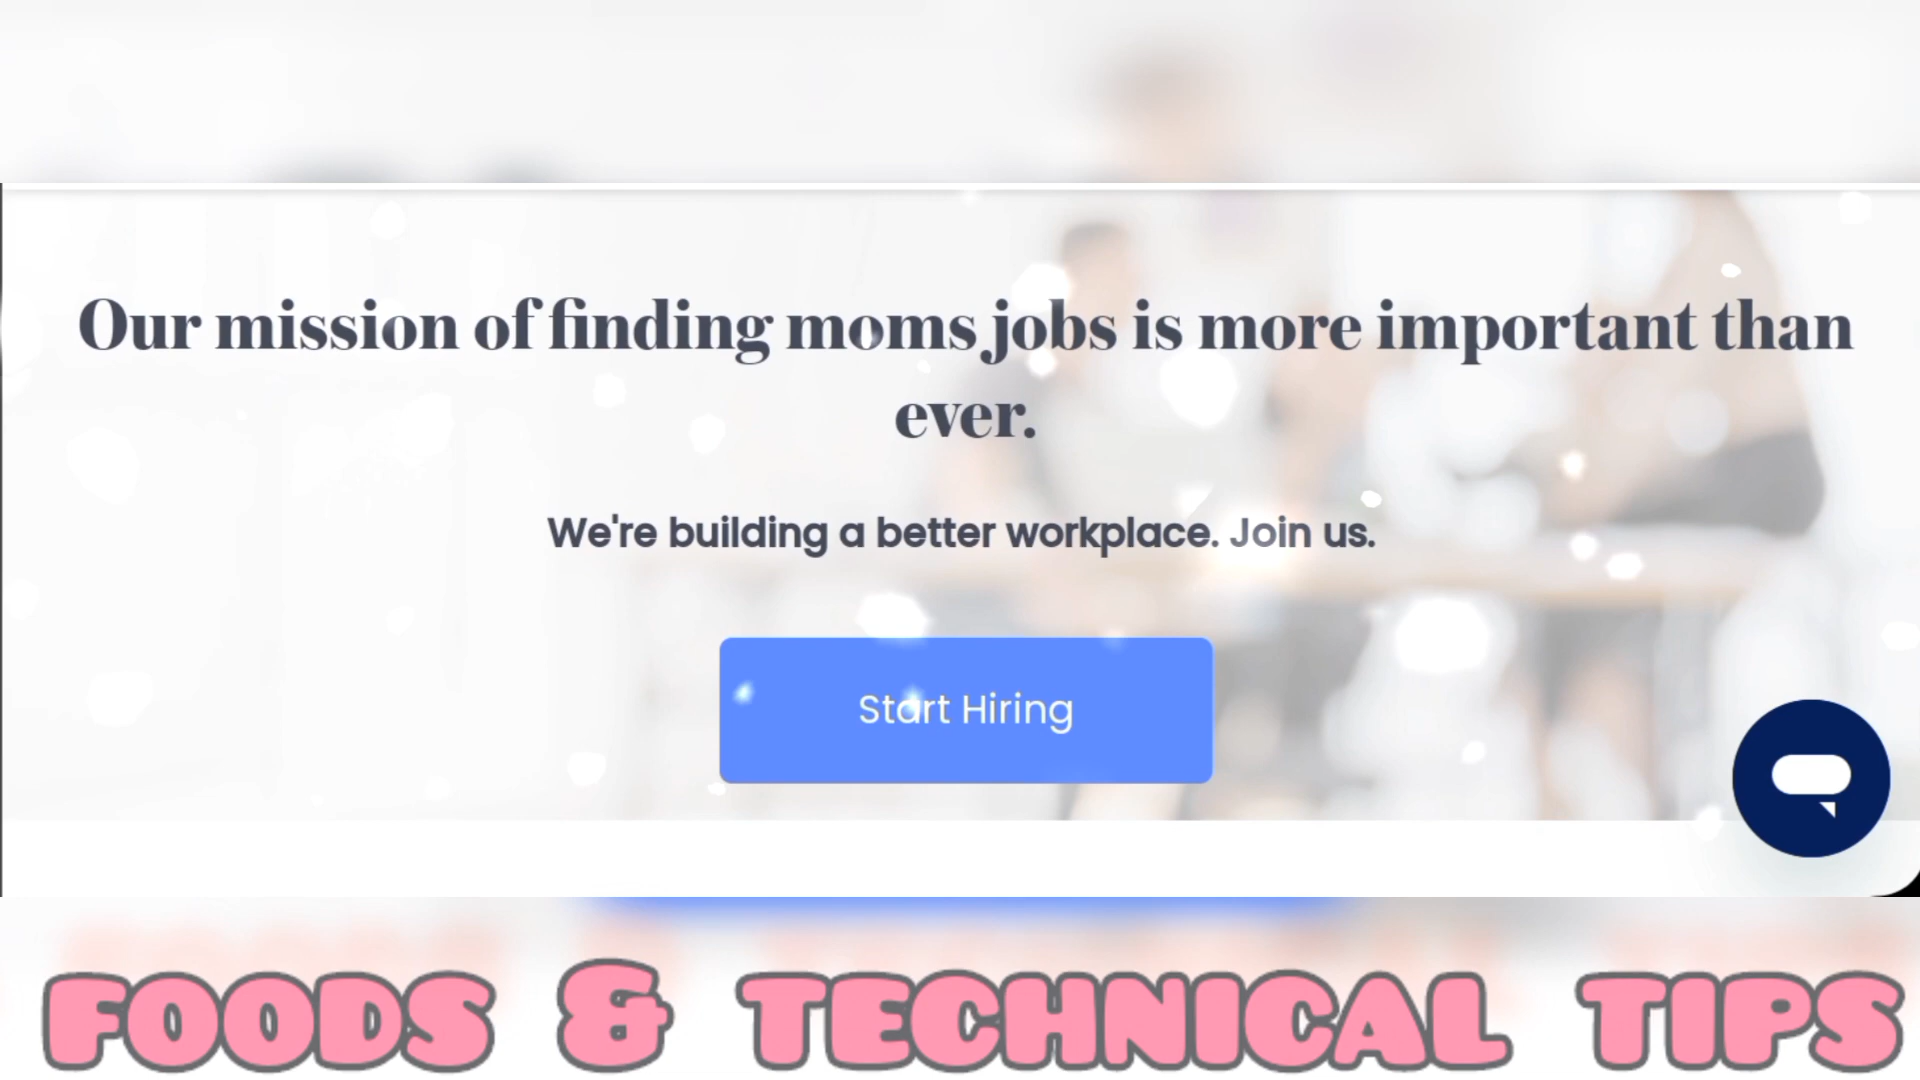 Our mission of finding moms jobs is more important than
ever.
We're building a better workplace. Join us.
Start Hiring
FOODS & TECHNICAL TIPS